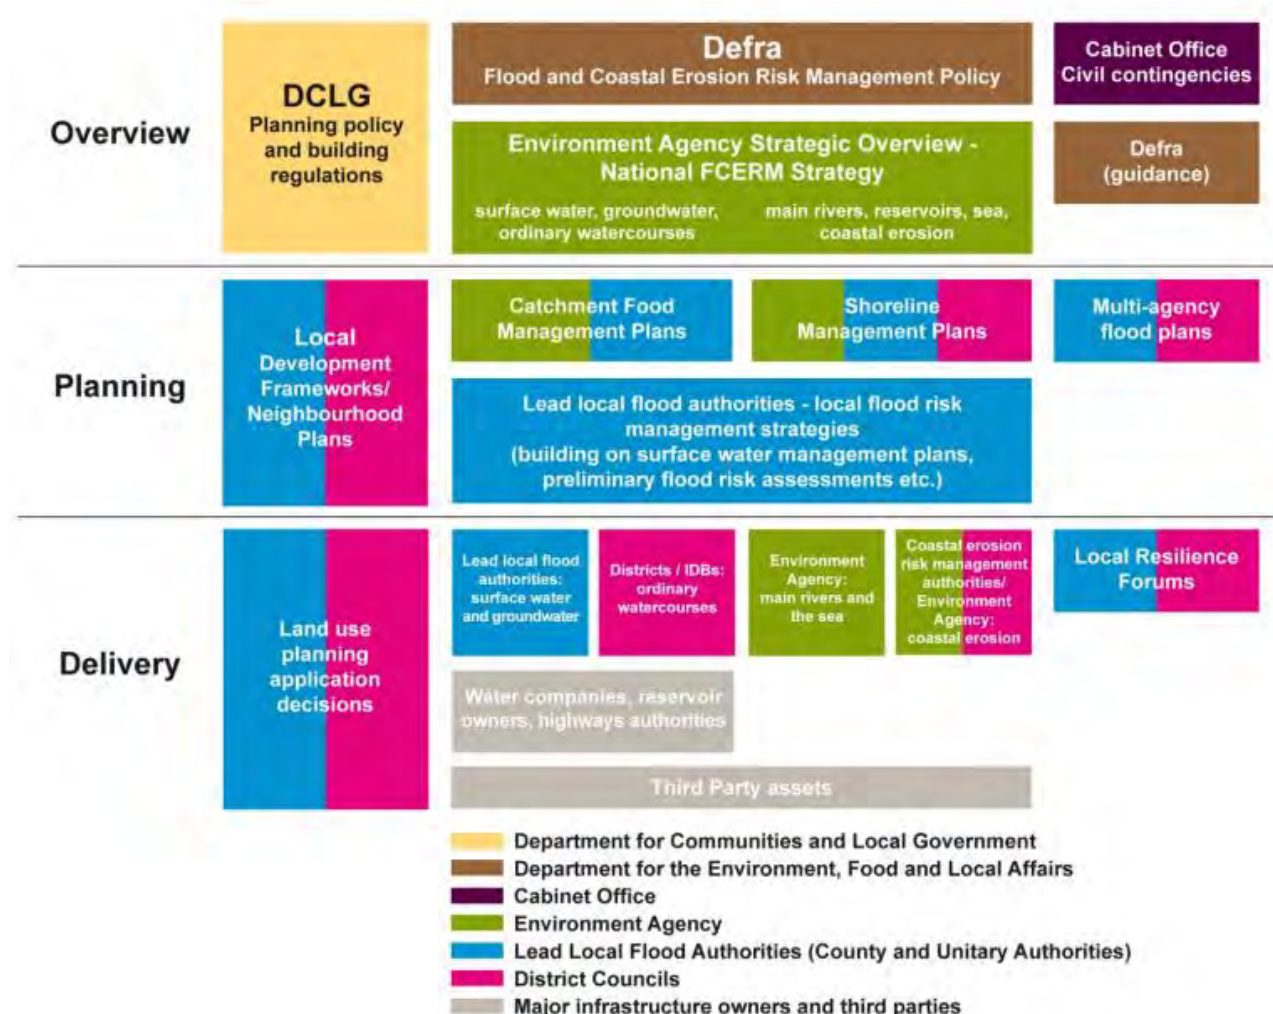 Overview
DCLG
Planning policy
and building
regulations
Defra
Flood and Coastal Erosion Risk Management Policy
Environment Agency Strategic Overview -
National FCERM Strategy
surface water, groundwater,
ordinary watercourses
main rivers, reservoirs, sea,
coastal erosion
Cabinet Office
Civil contingencies
Defra
(guidance)
Planning
Local
Development
Frameworks/
Neighbourhood
Plans
Catchment Food
Management Plans
Shoreline
Management Plans
Multi-agency
flood plans
Lead local flood authorities - local flood risk
management strategies
(building on surface water management plans,
preliminary flood risk assessments etc.)
Delivery
Land use
planning
application
decisions
Lead local flood
authorities:
surface water
and groundwater
Districts / IDBs:
ordinary
watercourses
Environment
Agency:
main rivers and
the sea
Coastal erosion
risk management
authorities/
Environment
Agency:
coastal erosion
Local Resilience
Forums
Water companies, reservoir
owners, highways authorities
Third Party assets
Department for Communities and Local Government
Department for the Environment, Food and Local Affairs
Cabinet Office
Environment Agency
Lead Local Flood Authorities (County and Unitary Authorities)
District Councils
Major infrastructure owners and third parties